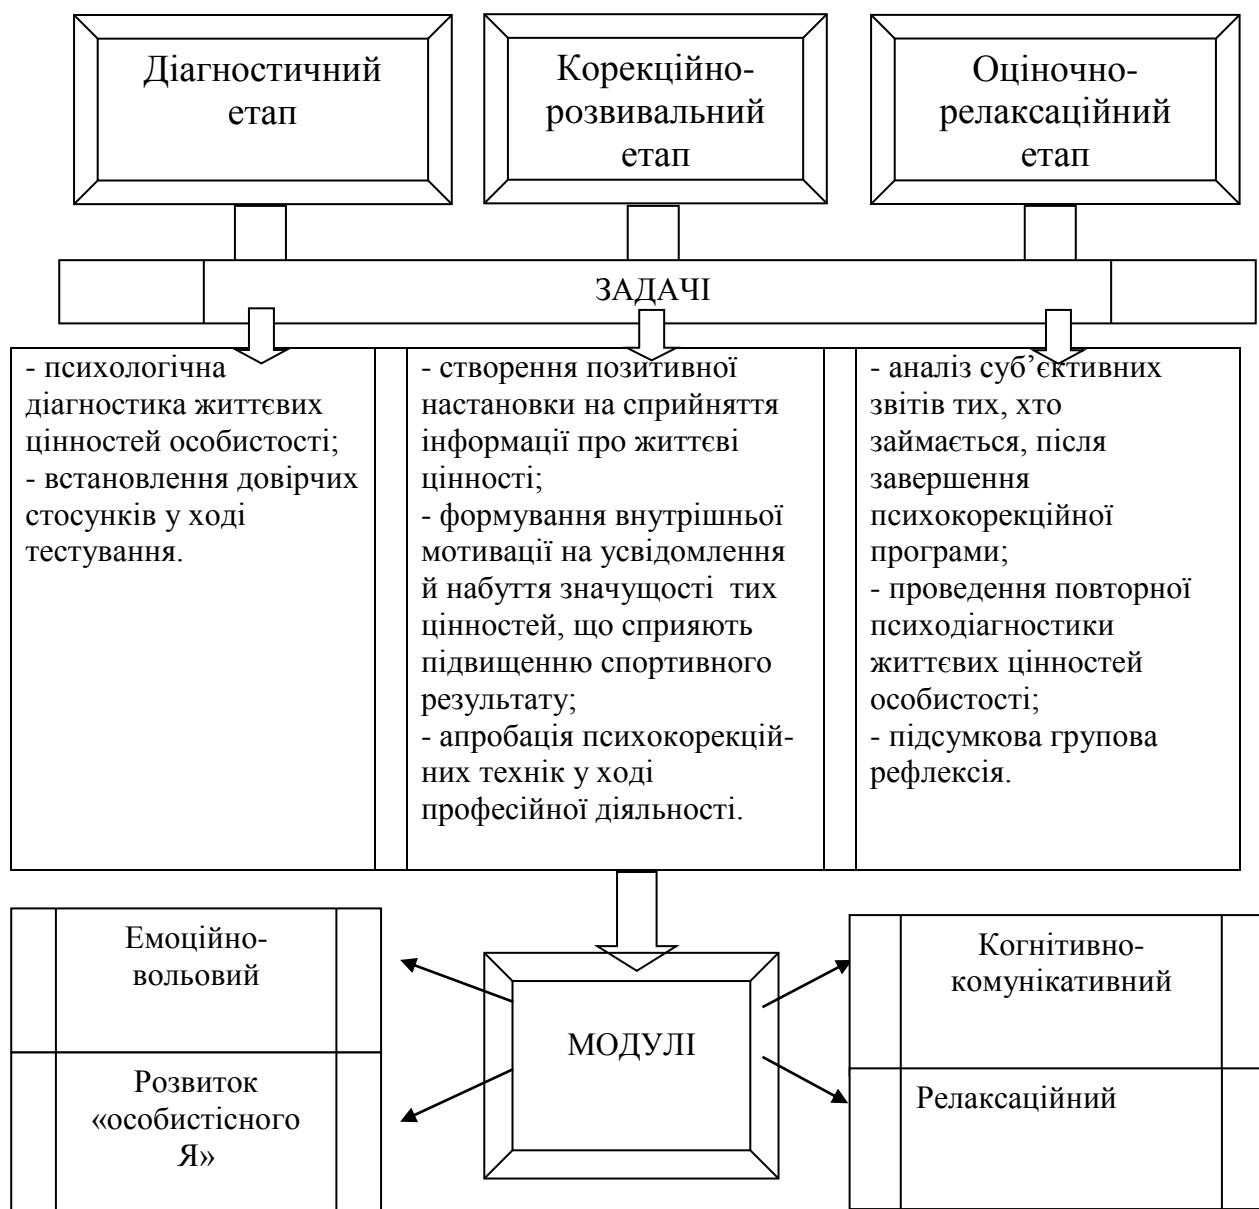 Діагностичний
етап
Корекційно-
розвивальний
етап
Оціночно-
релаксаційний
етап
ЗАДАЧІ
- психологічна
діагностика життєвих
цінностей особистості;
- встановлення довірчих
стосунків у ході
тестування.
- створення позитивної
настановки на сприйняття
інформації про життєві
цінності;
- формування внутрішньої
мотивації на усвідомлення
й набуття значущості тих
цінностей, що сприяють
підвищенню спортивного
результату;
- апробація психокорекцій-
них технік у ході
професійної діяльності.
- аналіз суб’єктивних
звітів тих, хто
займається, після
завершення
психокорекційної
програми;
- проведення повторної
психодіагностики
життєвих цінностей
особистості;
- підсумкова групова
рефлексія.
Емоційно-
вольовий
Розвиток
«особистісного
Я»
МОДУЛІ
Когнітивно-
комунікативний
Релаксаційний